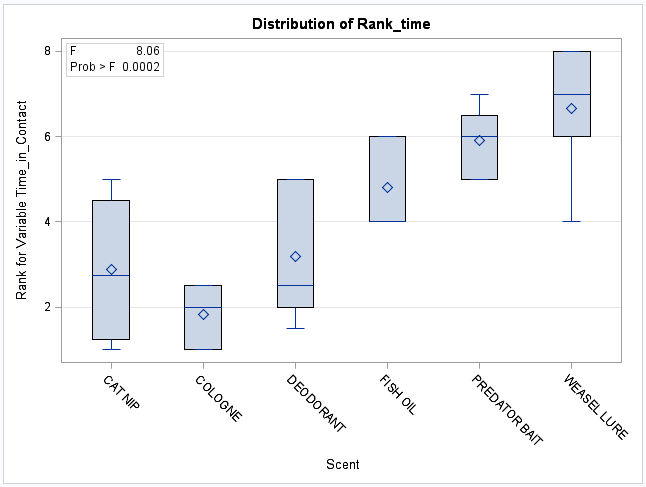 Distribution of Rank_time
F 8.06
Prob > F 0.0002
Rank for Variable Time_in_Contact
8
6
4
2
CAT NIP
COLOGNE
DEODORANT
FISH OIL
PREDATOR BAIT
WEASEL LURE
Scent